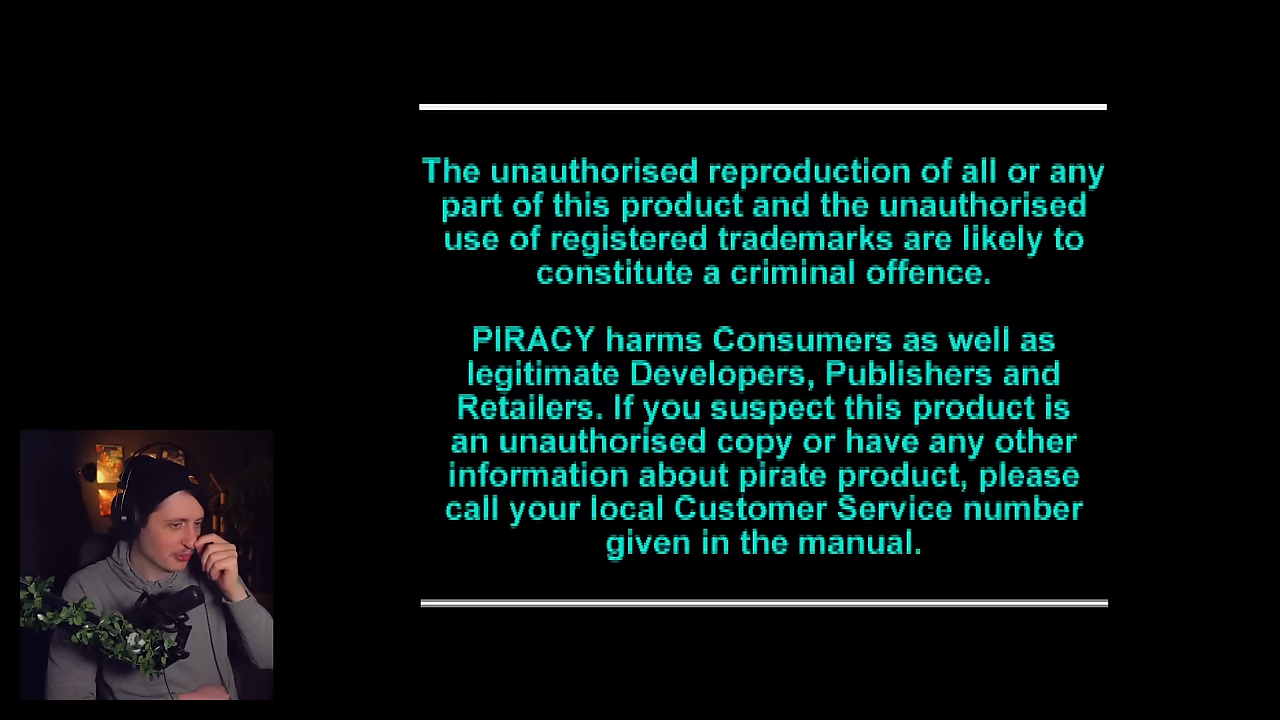 The unauthorised reproduction of all or any
part of this product and the unauthorised
use of registered trademarks are likely to
constitute a criminal offence.
PIRACY harms Consumers as well as
legitimate Developers, Publishers and
Retailers. If you suspect this product is
an unauthorised copy or have any other
information about pirate product, please
call your local Customer Service number
given in the manual.